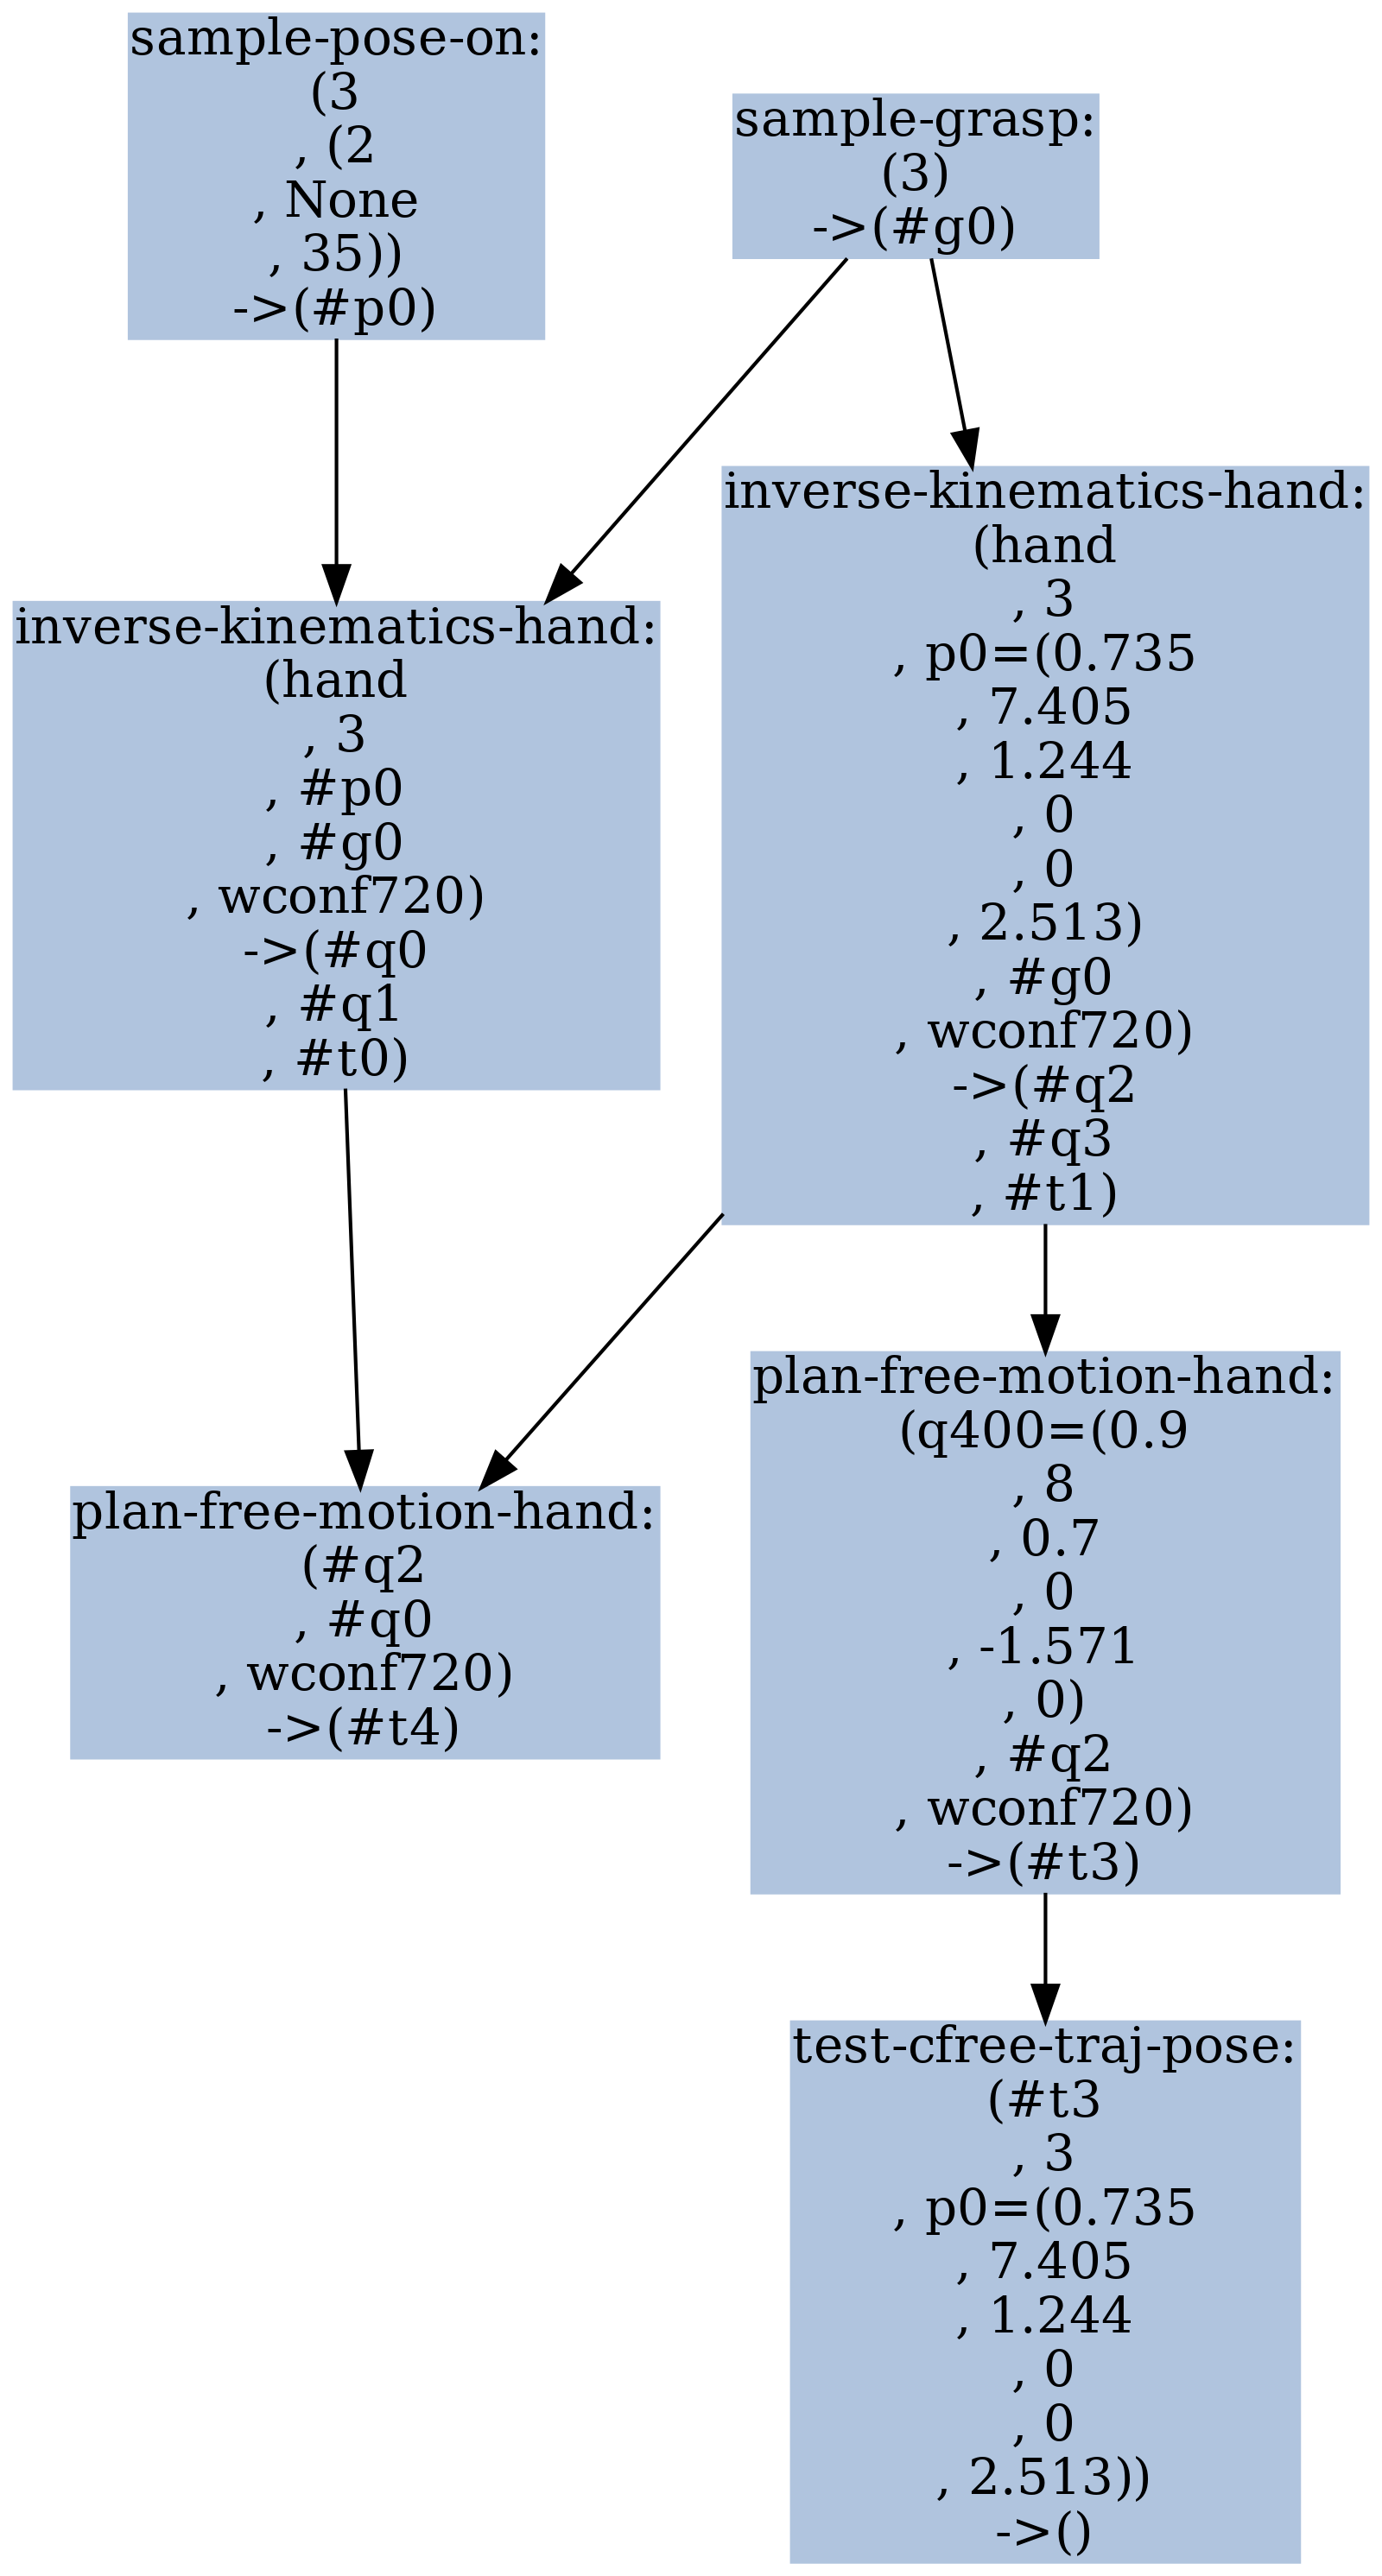 sample-pose-on:
(3
, (2
, None
, 35))
->(#p0)
sample-grasp:
(3)
->(#g0)
inverse-kinematics-hand:
(hand
, 3
, p0=(0.735
, 7.405
, 1.244
, 0
, 0
, 2.513)
, #g0
, wconf720)
->(#q2
, #q3
, #t1)
inverse-kinematics-hand:
(hand
, 3
, #p0
, #g0
, wconf720)
->(#q0
, #q1
, #t0)
plan-free-motion-hand:
(q400=(0.9
, 8
, 0.7
, 0
, -1.571
, 0)
, #q2
, wconf720)
->(#t3)
plan-free-motion-hand:
(#q2
, #q0
, wconf720)
->(#t4)
test-cfree-traj-pose:
(#t3
, 3
, p0=(0.735
, 7.405
, 1.244
, 0
, 0
, 2.513))
->()